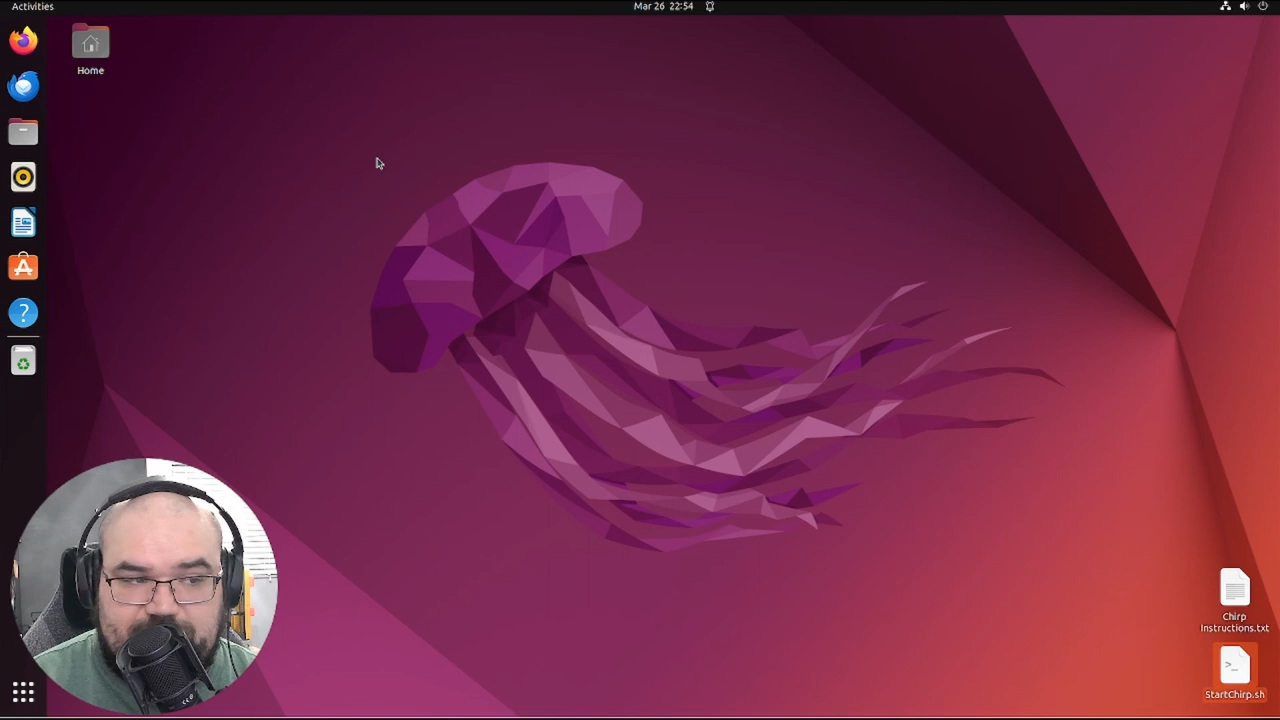 Activities
Mar 26 22:54
Home
Chirp
Instructions.txt
StartChirp.sh